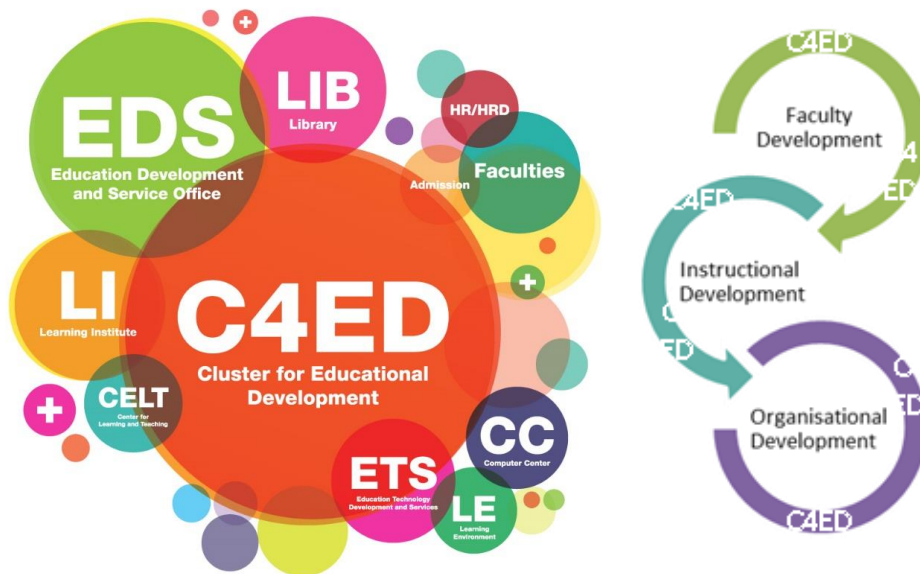 EDS
Education Development
and Service Office
LIB
Library
HR/HRD
Admission
Faculties
LI
Learning Institute
C4ED
Cluster for Educational
Development
CELT
Center for
Learning and Teaching
CC
Computer Center
ETS
Education Technology
Development and Services
LE
Learning
Environment
C4ED
Faculty
Development
C4ED
Instructional
Development
Organisational
Development
C4ED